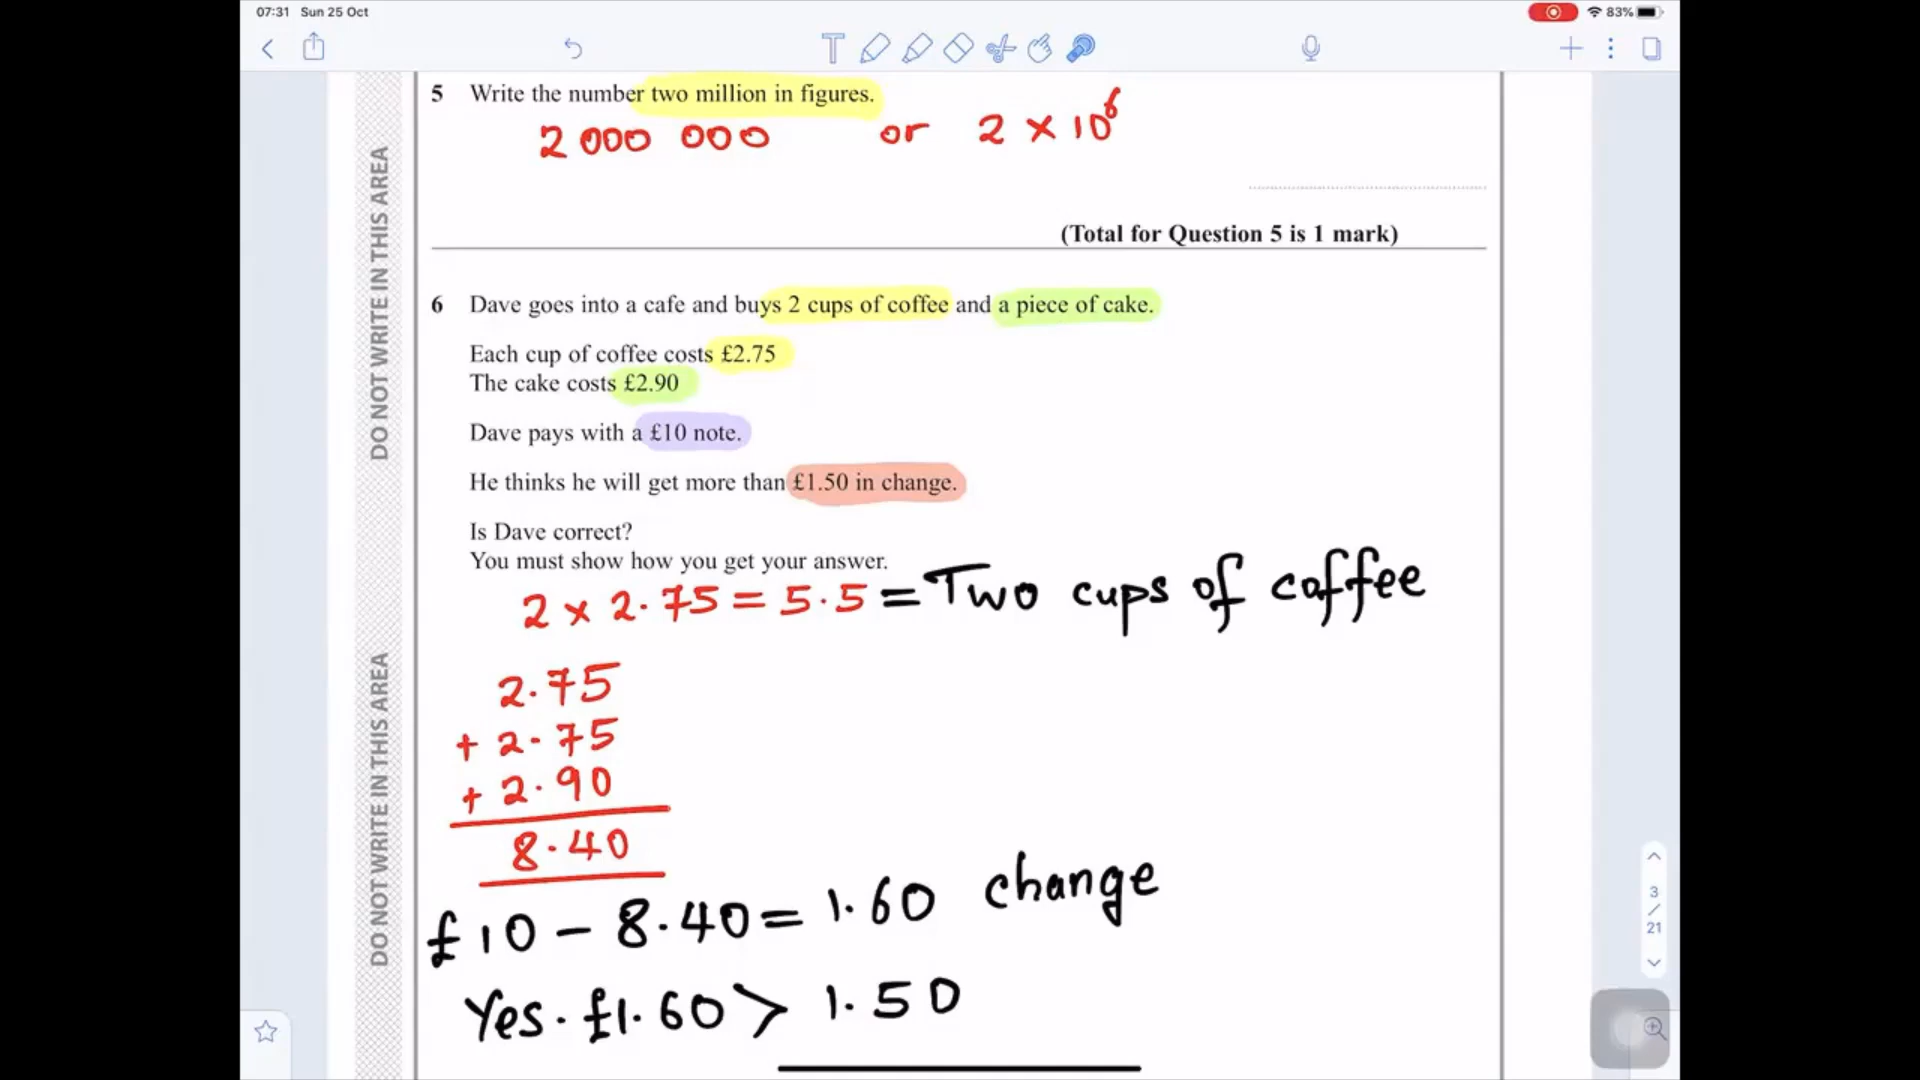 07:31 Sun 25 Oct
83%
5 Write the number two million in figures.
2 000 000 or 2 × 10⁶
(Total for Question 5 is 1 mark)
6 Dave goes into a cafe and buys 2 cups of coffee and a piece of cake.
Each cup of coffee costs £2.75
The cake costs £2.90
Dave pays with a £10 note.
He thinks he will get more than £1.50 in change.
Is Dave correct?
You must show how you get your answer.
2 × 2.75 = 5.5 = Two cups of coffee
2.75
+ 2.75
+ 2.90
8.40
£10 - 8.40 = 1.60 change
Yes. £1.60 > 1.50
DO NOT WRITE IN THIS AREA
DO NOT WRITE IN THIS AREA
3
/
21